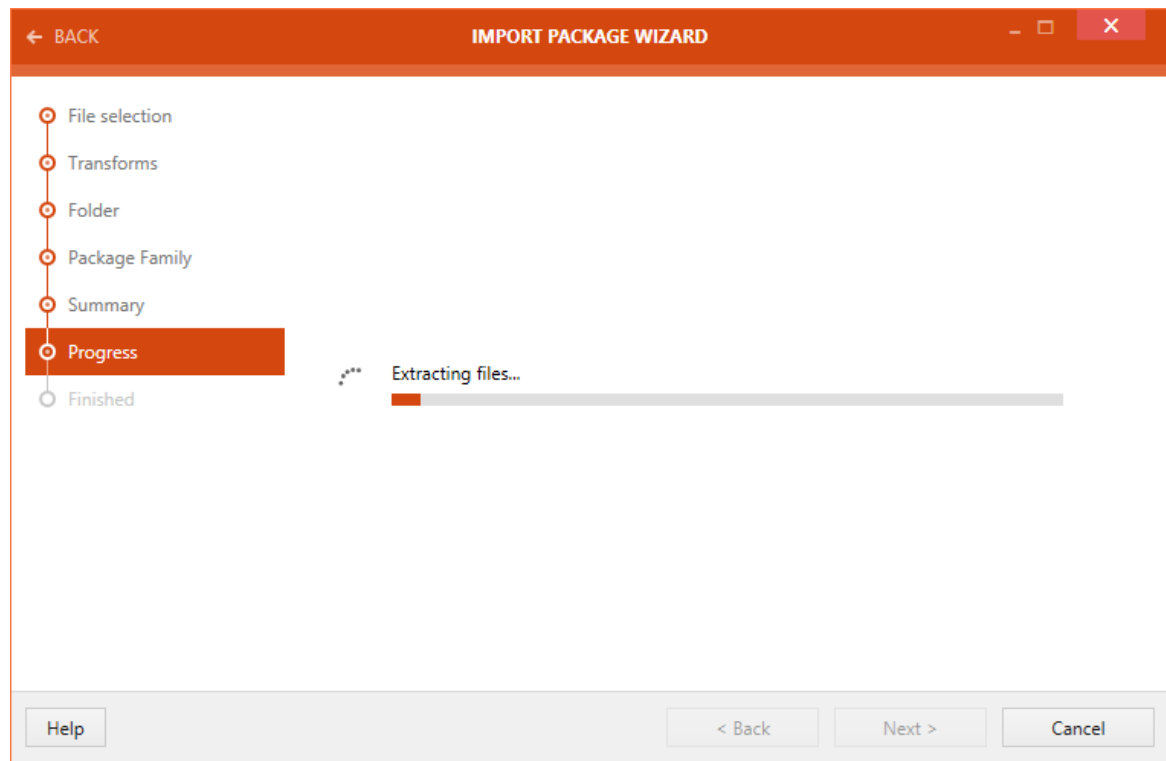 BACK
IMPORT PACKAGE WIZARD
File selection
Transforms
Folder
Package Family
Summary
Progress
Finished
Extracting files...
Help
< Back
Next >
Cancel